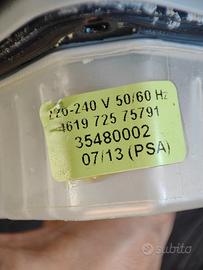 220-240 V 50/60 Hz
4619 725 75791
35480002
07/13 (PSA)
subito